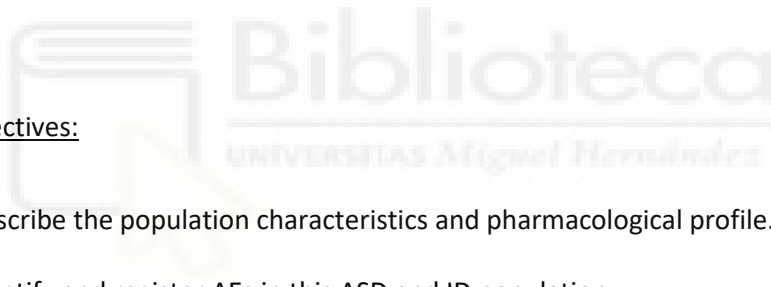 Biblioteca
ectives:
UNIVERSITAS Miguel Hernández
scribe the population characteristics and pharmacological profile.
ntify and register AEs in this ASD and ID population